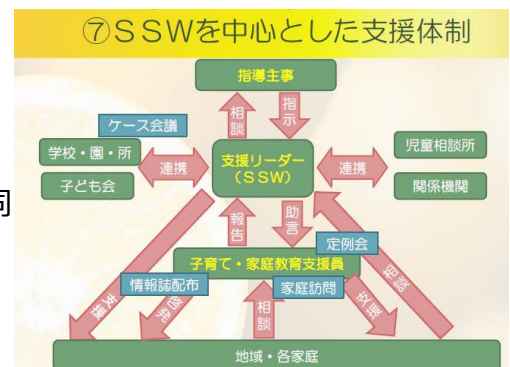 ⑦ＳＳＷを中心とした支援体制
指導主事
相談
指示
ケース会議
学校・園・所
子ども会
連携
支援リーダー
（ＳＳＷ）
連携
児童相談所
関係機関
同
報告
助言
定例会
子育て・家庭教育支援員
情報誌配布
家庭訪問
支援
啓発
相談
支援
相談
地域・各家庭